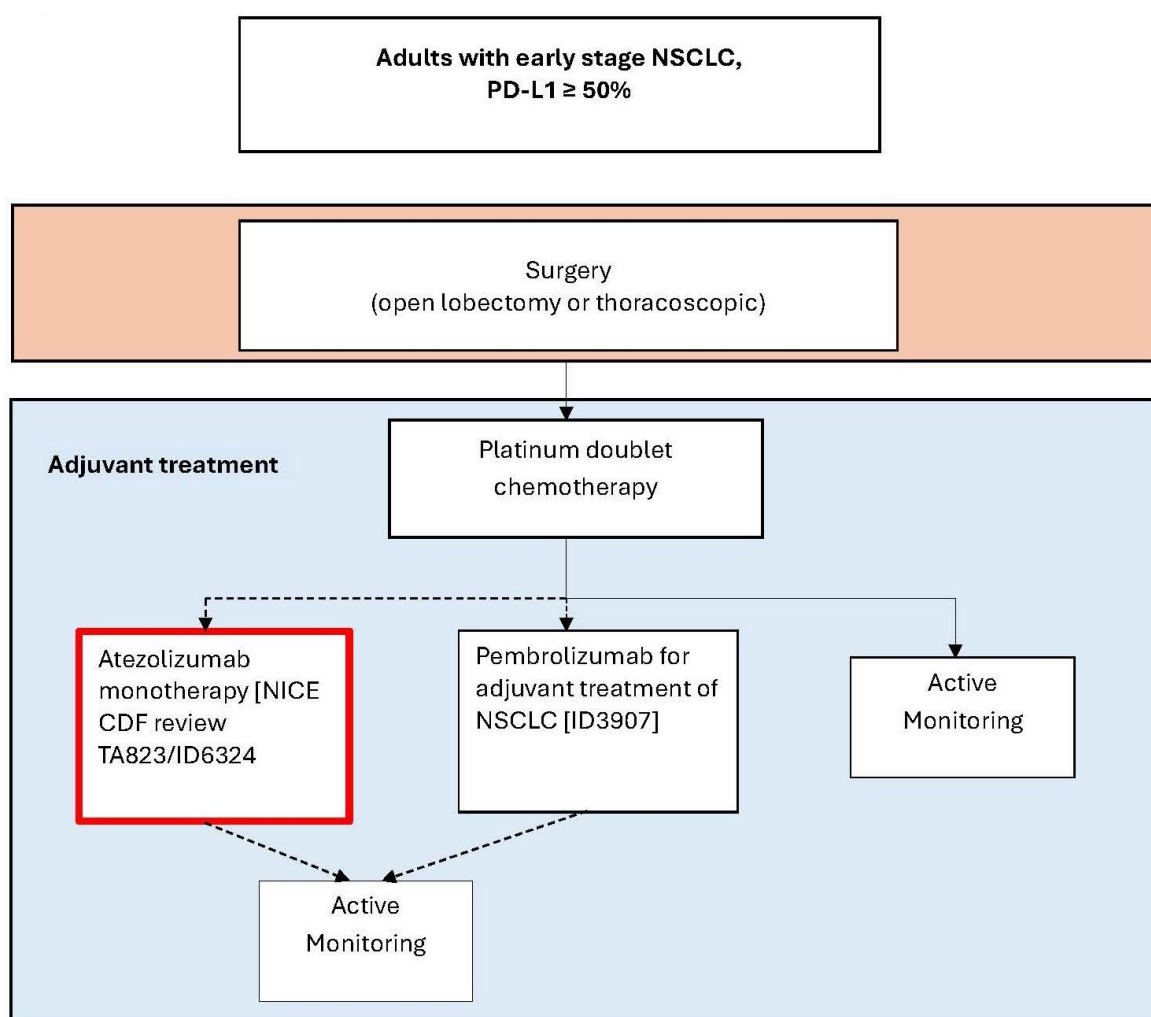 Adults with early stage NSCLC,
PD-L1 ≥ 50%
Surgery
(open lobectomy or thoracoscopic)
Adjuvant treatment
Platinum doublet
chemotherapy
Atezolizumab
monotherapy [NICE
CDF review
TA823/ID6324
Pembrolizumab for
adjuvant treatment of
NSCLC [ID3907]
Active
Monitoring
Active
Monitoring